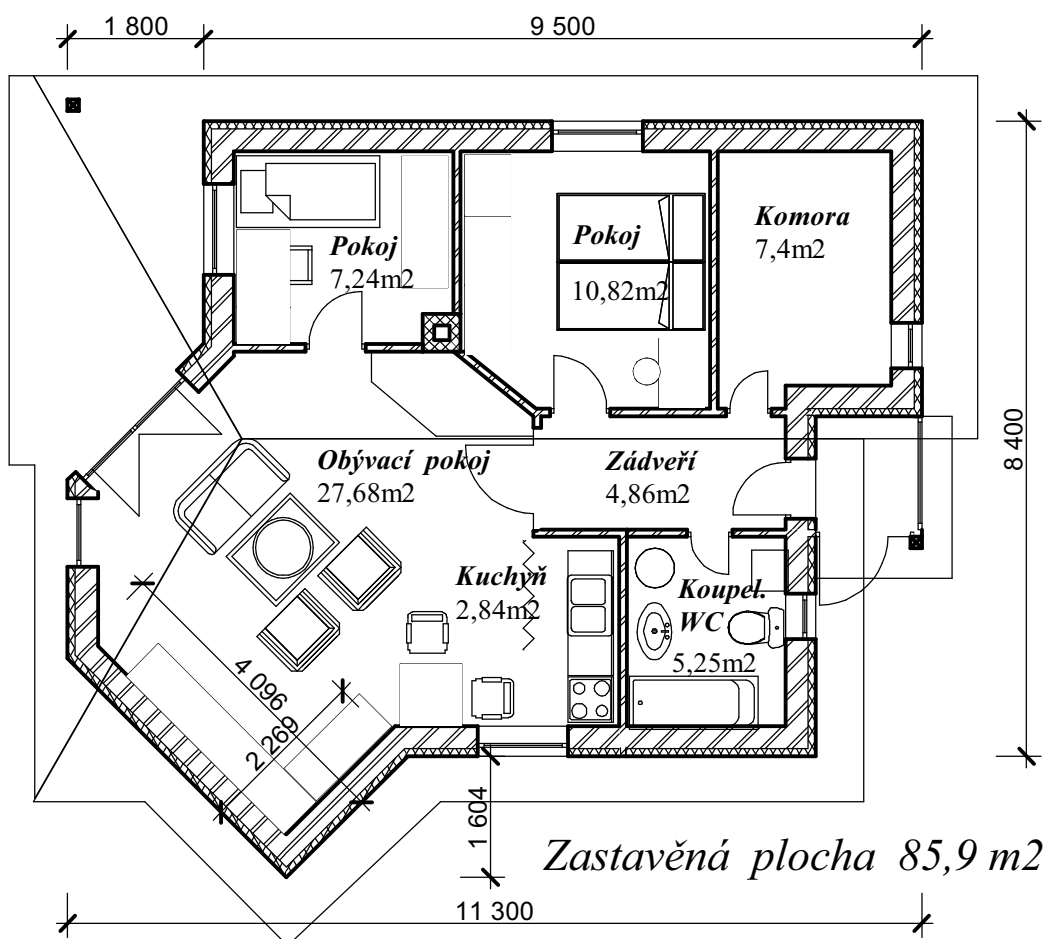 1 800
9 500
Pokoj
7,24m2
Pokoj
10,82m2
Komora
7,4m2
8 400
Obývací pokoj
27,68m2
Zádveří
4,86m2
Kuchyň
2,84m2
Koupel.
WC
5,25m2
4 096
2 269
1 604
Zastavěná plocha 85,9 m2
11 300